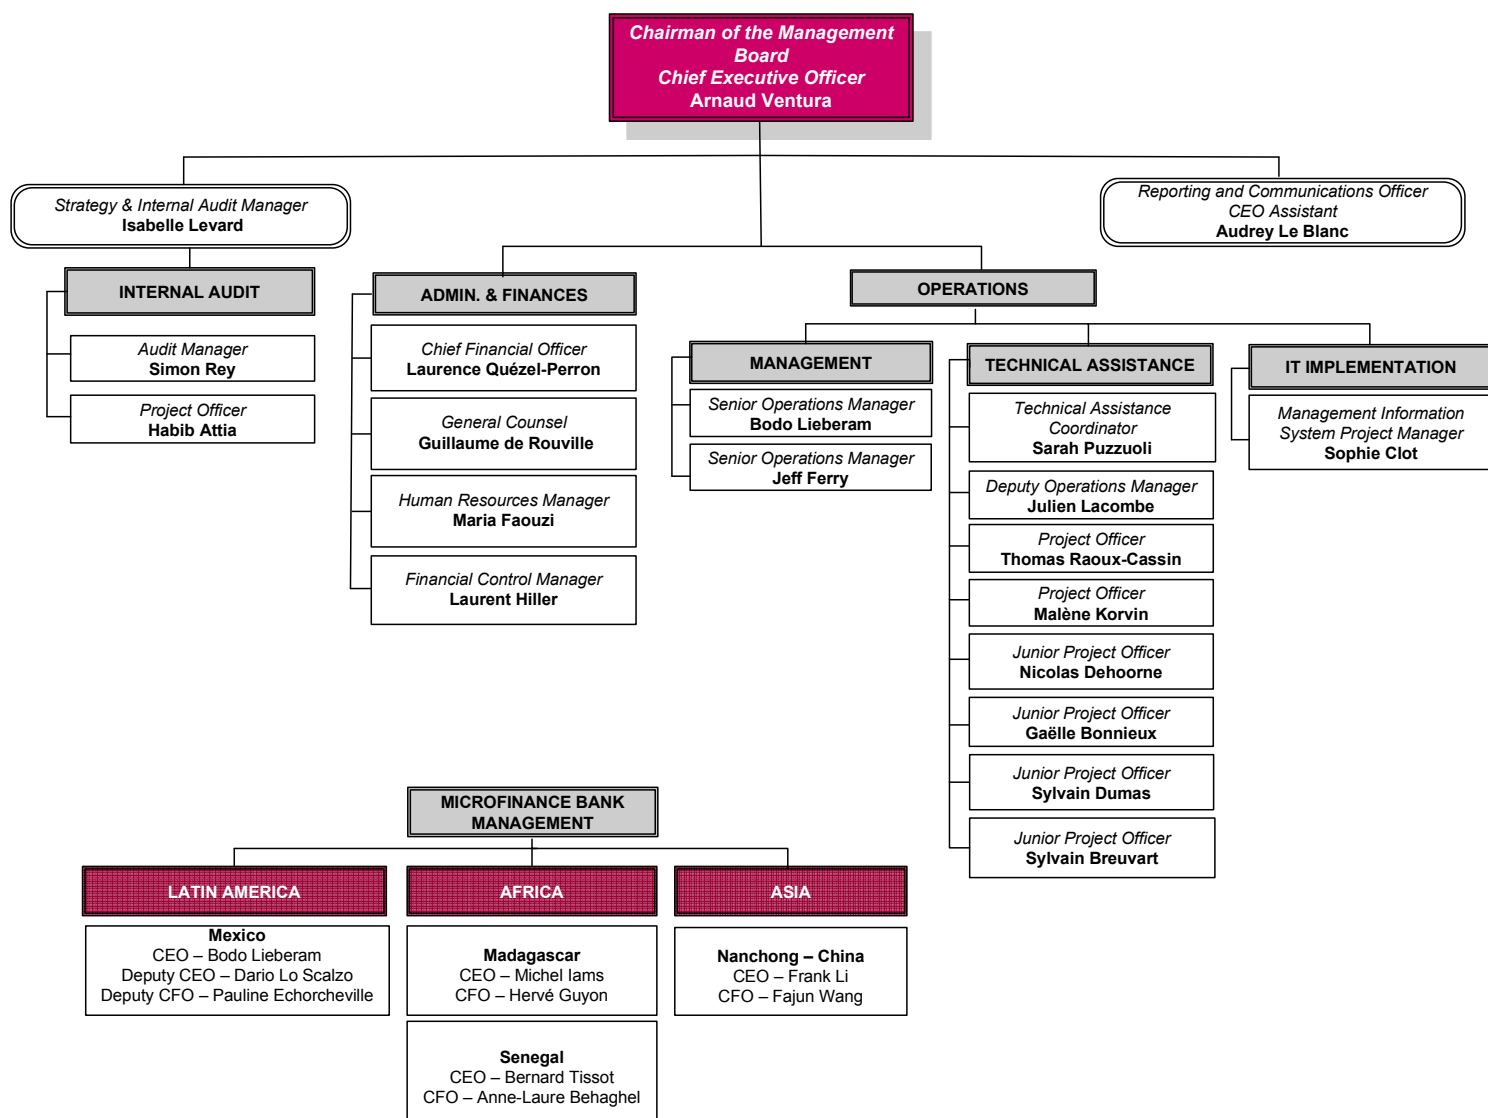 Chairman of the Management
Board
Chief Executive Officer
Arnaud Ventura
Strategy & Internal Audit Manager
Isabelle Levard
Reporting and Communications Officer
CEO Assistant
Audrey Le Blanc
INTERNAL AUDIT
Audit Manager
Simon Rey
Project Officer
Habib Attia
ADMIN. & FINANCES
Chief Financial Officer
Laurence Quézel-Perron
General Counsel
Guillaume de Rouville
Human Resources Manager
Maria Faouzi
Financial Control Manager
Laurent Hiller
OPERATIONS
MANAGEMENT
Senior Operations Manager
Bodo Lieberam
Senior Operations Manager
Jeff Ferry
TECHNICAL ASSISTANCE
Technical Assistance
Coordinator
Sarah Puzzuoli
Deputy Operations Manager
Julien Lacombe
Project Officer
Thomas Raoux-Cassin
Project Officer
Malène Korvin
Junior Project Officer
Nicolas Dehoorne
Junior Project Officer
Gaëlle Bonnieux
Junior Project Officer
Sylvain Dumas
Junior Project Officer
Sylvain Breuvart
IT IMPLEMENTATION
Management Information
System Project Manager
Sophie Clot
MICROFINANCE BANK
MANAGEMENT
LATIN AMERICA
Mexico
CEO – Bodo Lieberam
Deputy CEO – Dario Lo Scalzo
Deputy CFO – Pauline Echorcheville
AFRICA
Madagascar
CEO – Michel Iams
CFO – Hervé Guyon
Senegal
CEO – Bernard Tissot
CFO – Anne-Laure Behaghel
ASIA
Nanchong – China
CEO – Frank Li
CFO – Fajun Wang